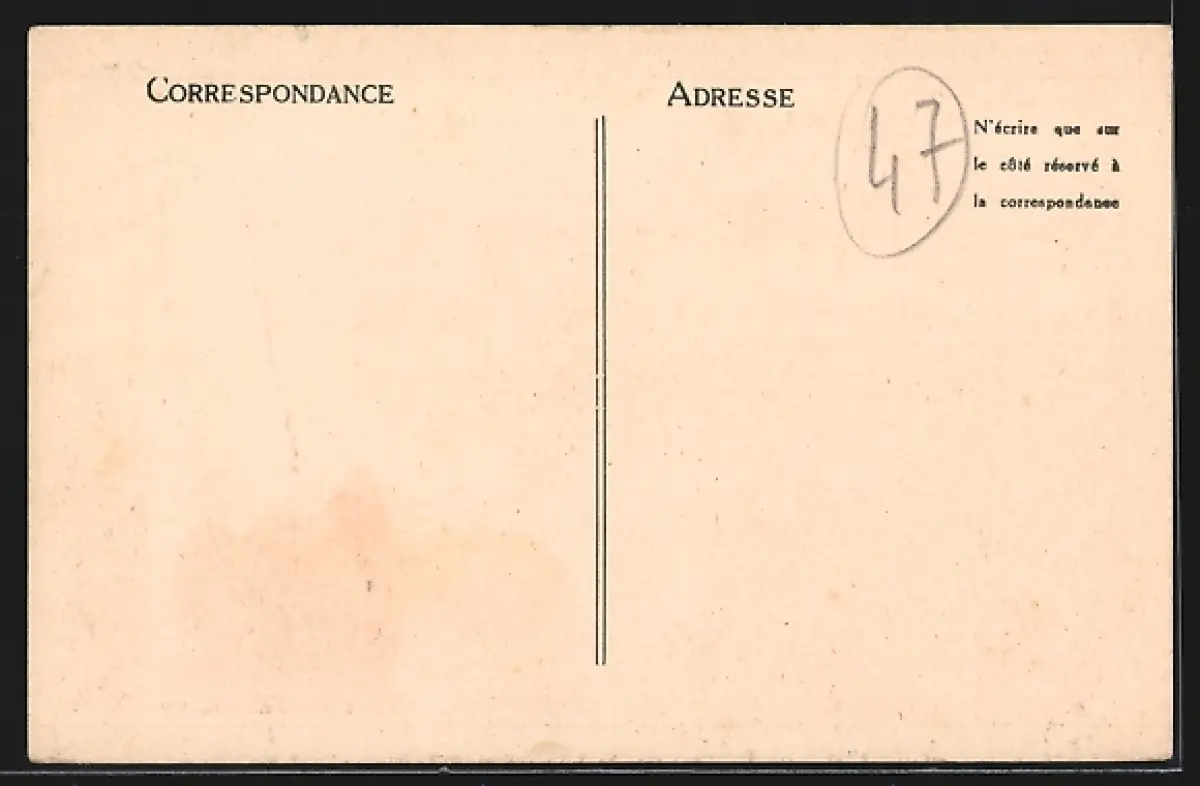 CORRESPONDANCE
ADRESSE
47
N'écrire que sur
le côté réservé à
la correspondance